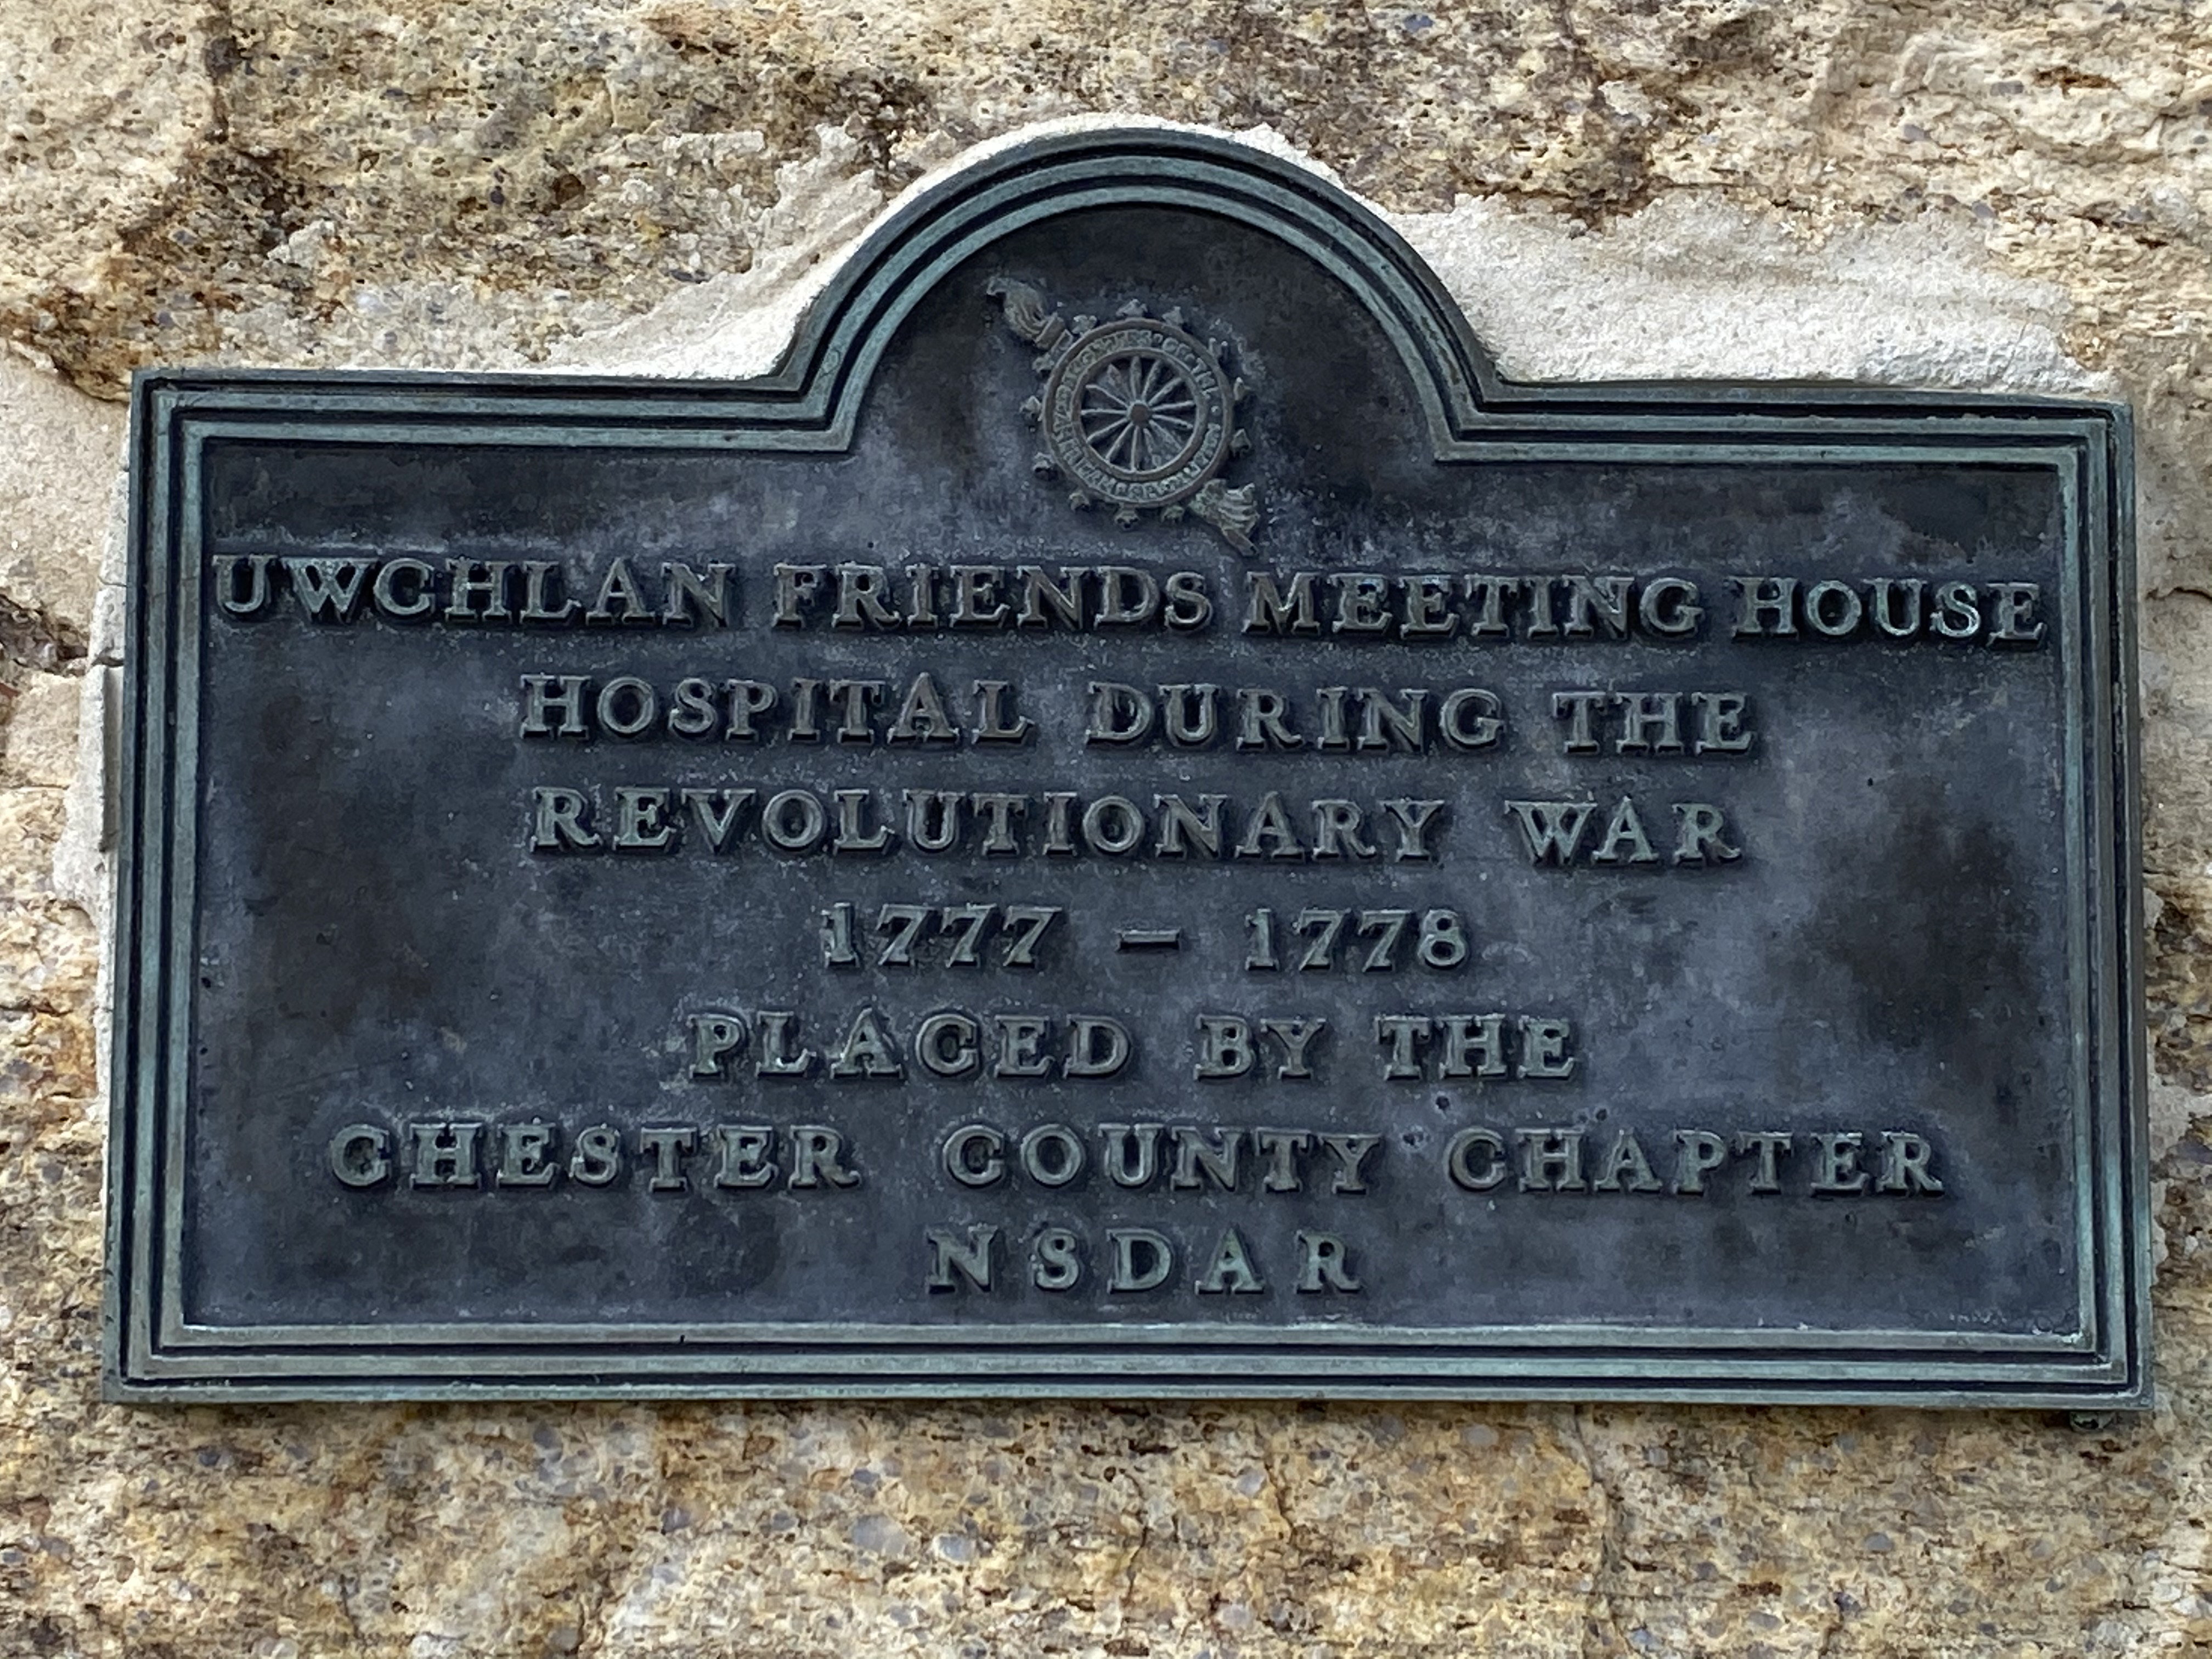 UWCHLAN FRIENDS MEETING HOUSE
HOSPITAL DURING THE
REVOLUTIONARY WAR
1777 – 1778
PLACED BY THE
CHESTER COUNTY CHAPTER
NSDAR